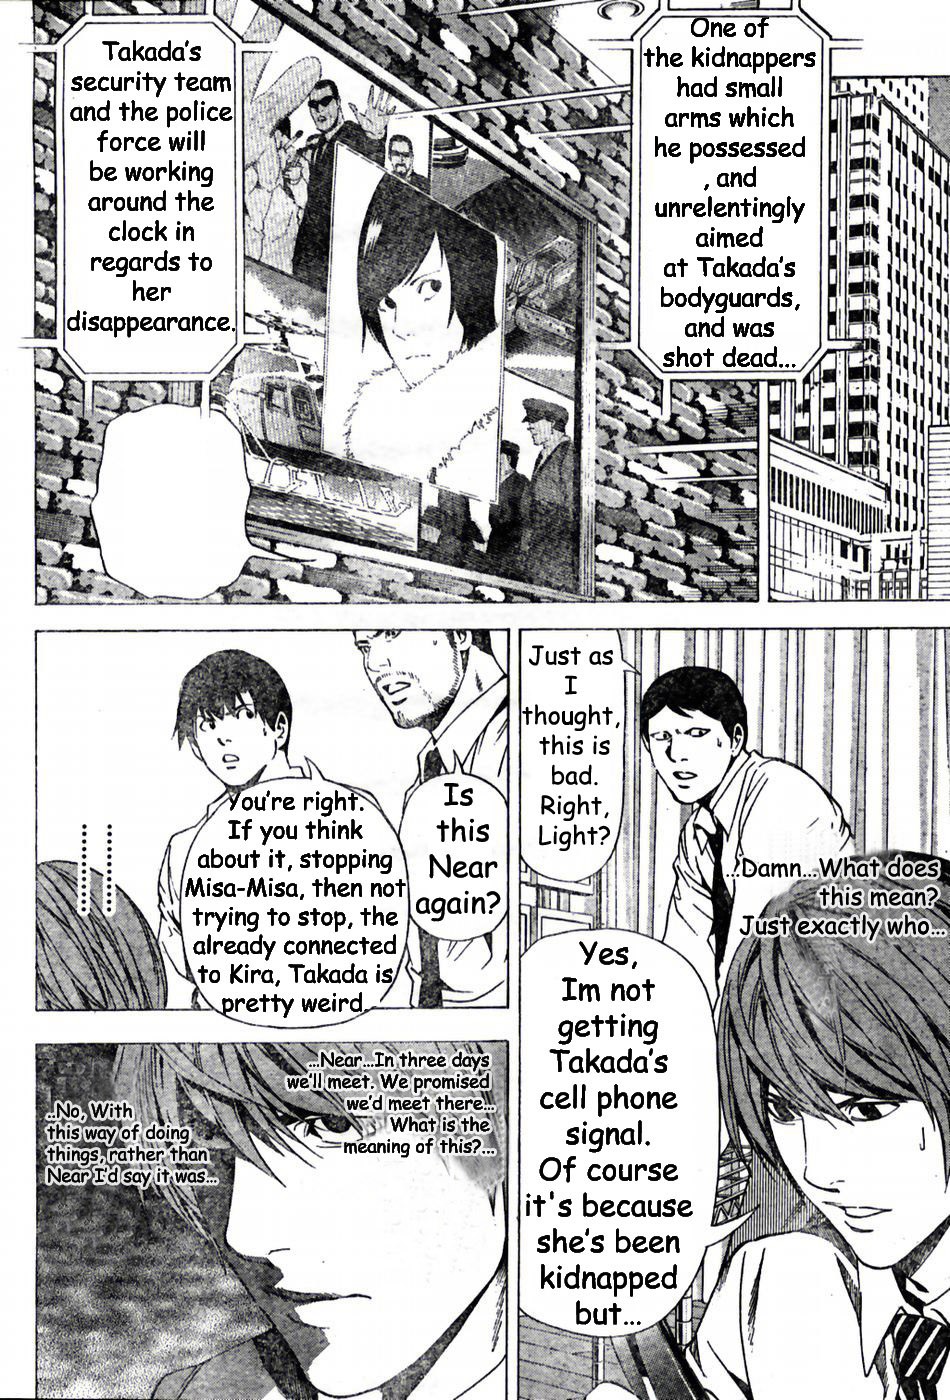 One of
the kidnappers
had small
arms which
he possessed
, and
unrelentingly
aimed
at Takada's
bodyguards,
and was
shot dead...
Takada's
security team
and the police
force will
be working
around the
clock in
regards to
her
disappearance.
Just as
I
thought,
this is
bad.
Right,
Light?
...Damn...What does
this mean?
Just exactly who...
Yes,
Im not
getting
Takada's
cell phone
signal.
Of course
it's because
she's been
kidnapped
but...
Is
this
Near
again?
You're right.
If you think
about it, stopping
Misa-Misa, then not
trying to stop, the
already connected
to Kira, Takada is
pretty weird.
...Near...In three days
we'll meet. We promised
we'd meet there...
What is the
meaning of this?...
..No, With
this way of doing
things, rather than
Near I'd say it was...